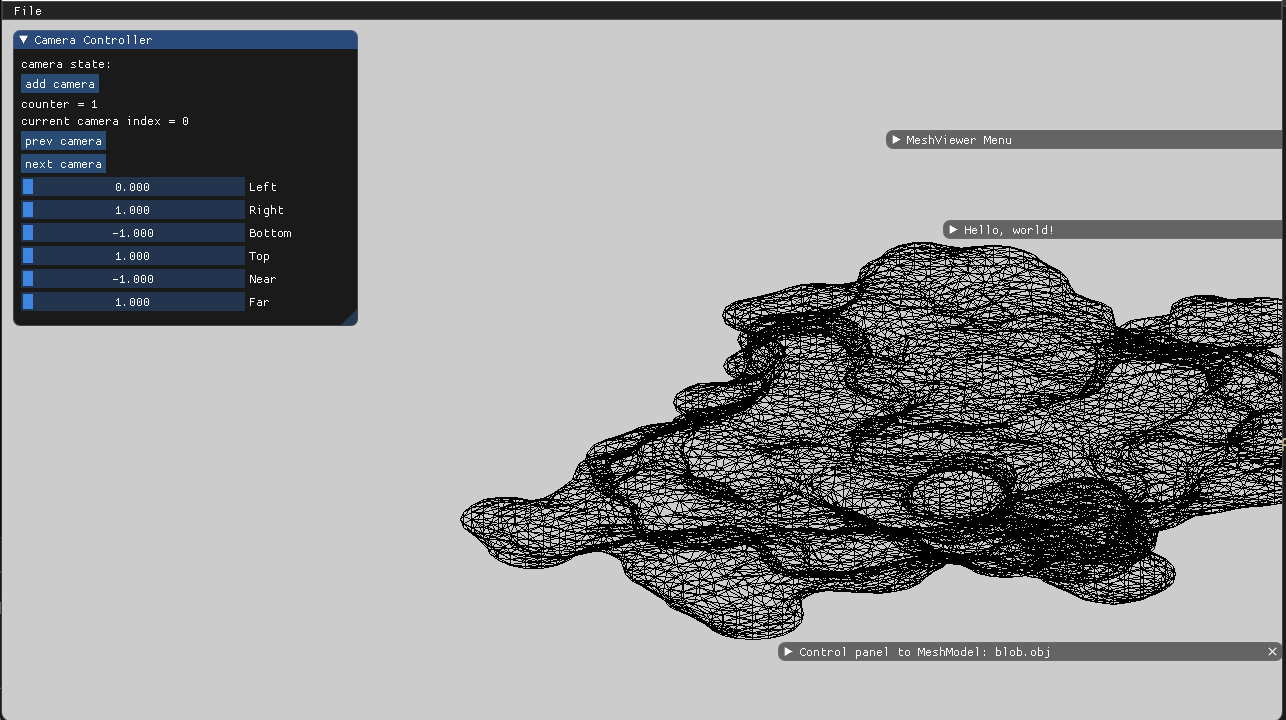 File
Camera Controller
camera state:
add camera
counter = 1
current camera index = 0
prev camera
next camera
0.000 Left
1.000 Right
-1.000 Bottom
1.000 Top
-1.000 Near
1.000 Far
MeshViewer Menu
Hello, world!
Control panel to MeshModel: blob.obj